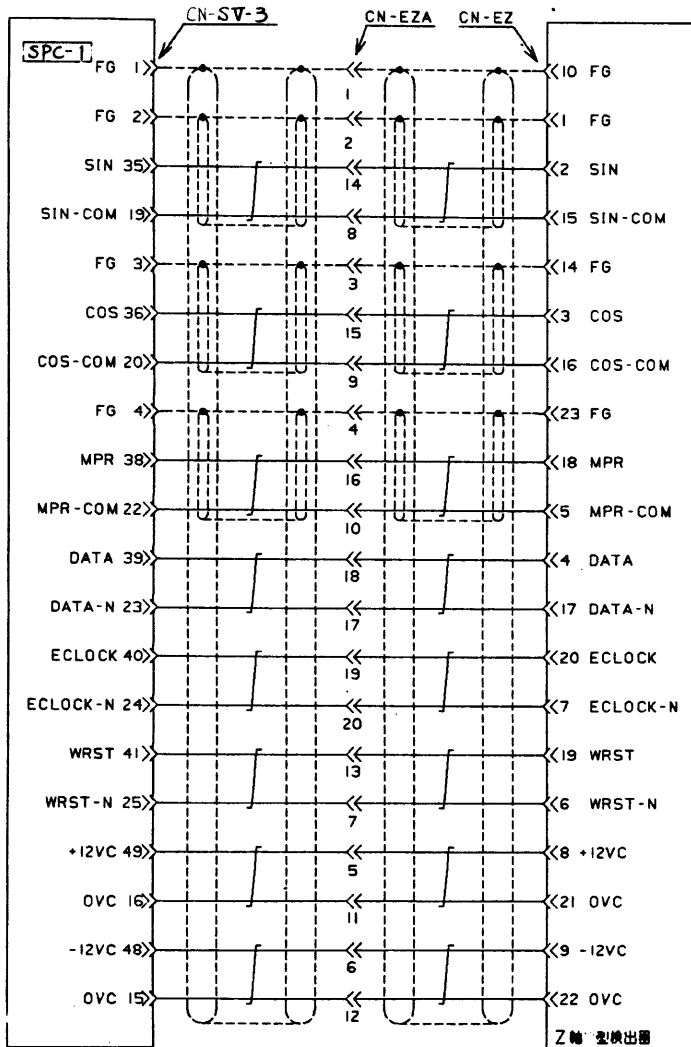 CN-SV-3 CN-EZA CN-EZ
SPC-1
FG 1 1 10 FG
FG 2 2 1 FG
SIN 35 14 2 SIN
SIN-COM 19 8 15 SIN-COM
FG 3 3 14 FG
COS 36 15 3 COS
COS-COM 20 9 16 COS-COM
FG 4 4 23 FG
MPR 38 16 18 MPR
MPR-COM 22 10 5 MPR-COM
DATA 39 18 4 DATA
DATA-N 23 17 17 DATA-N
ECLOCK 40 19 20 ECLOCK
ECLOCK-N 24 20 7 ECLOCK-N
WRST 41 13 19 WRST
WRST-N 25 7 6 WRST-N
+12VC 49 5 8 +12VC
0VC 16 11 21 0VC
-12VC 48 6 9 -12VC
0VC 15 12 22 0VC
Z軸 型検出器